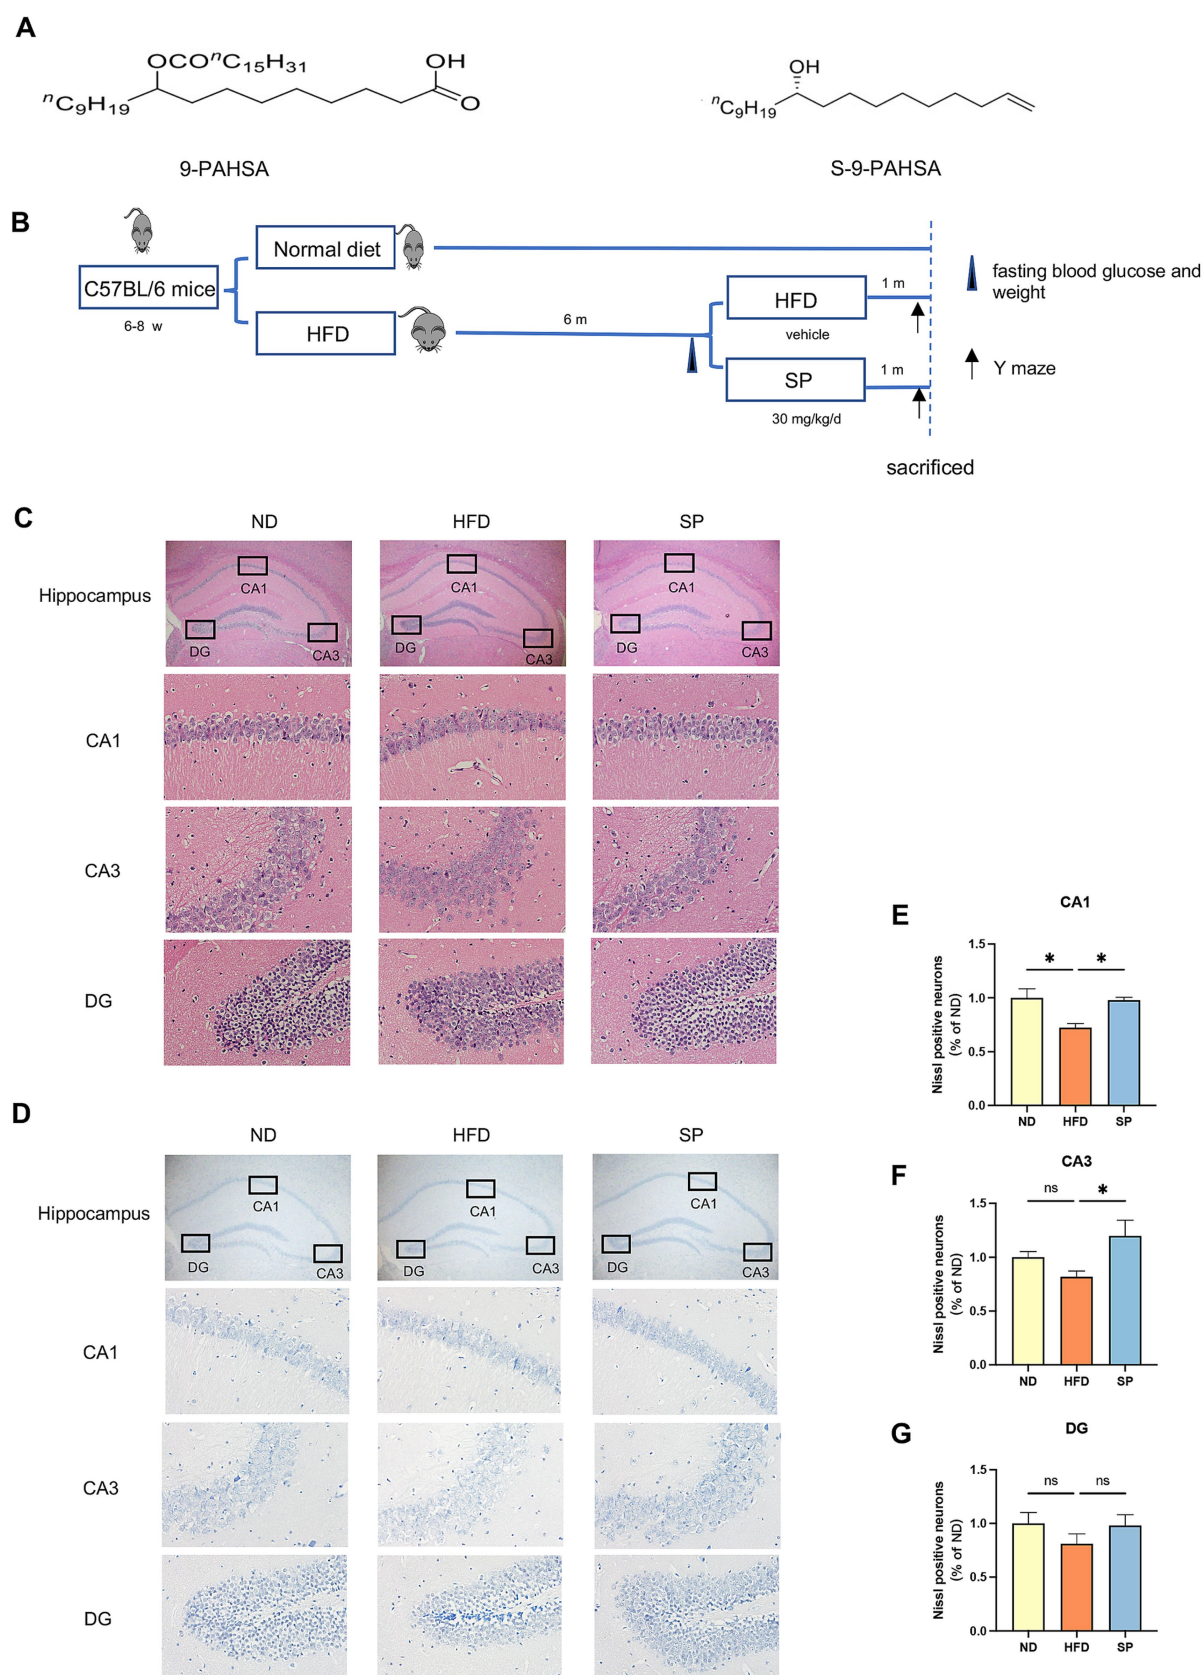 A
OCOⁿC₁₅H₃₁
OH
ⁿC₉H₁₉
O
9-PAHSA
OH
ⁿC₉H₁₉
S-9-PAHSA
B
C57BL/6 mice
6-8 w
Normal diet
HFD
6 m
HFD
vehicle
1 m
SP
30 mg/kg/d
1 m
sacrificed
fasting blood glucose and
weight
Y maze
C
ND
HFD
SP
Hippocampus
CA1
DG
CA3
CA1
DG
CA3
CA1
DG
CA3
CA1
CA3
DG
D
ND
HFD
SP
Hippocampus
CA1
DG
CA3
CA1
DG
CA3
CA1
DG
CA3
CA1
CA3
DG
E
CA1
Nissl positive neurons
(% of ND)
1.5
1.0
0.5
0.0
*
*
ND
HFD
SP
F
CA3
Nissl positive neurons
(% of ND)
1.5
1.0
0.5
0.0
ns
*
ND
HFD
SP
G
DG
Nissl positive neurons
(% of ND)
1.5
1.0
0.5
0.0
ns
ns
ND
HFD
SP